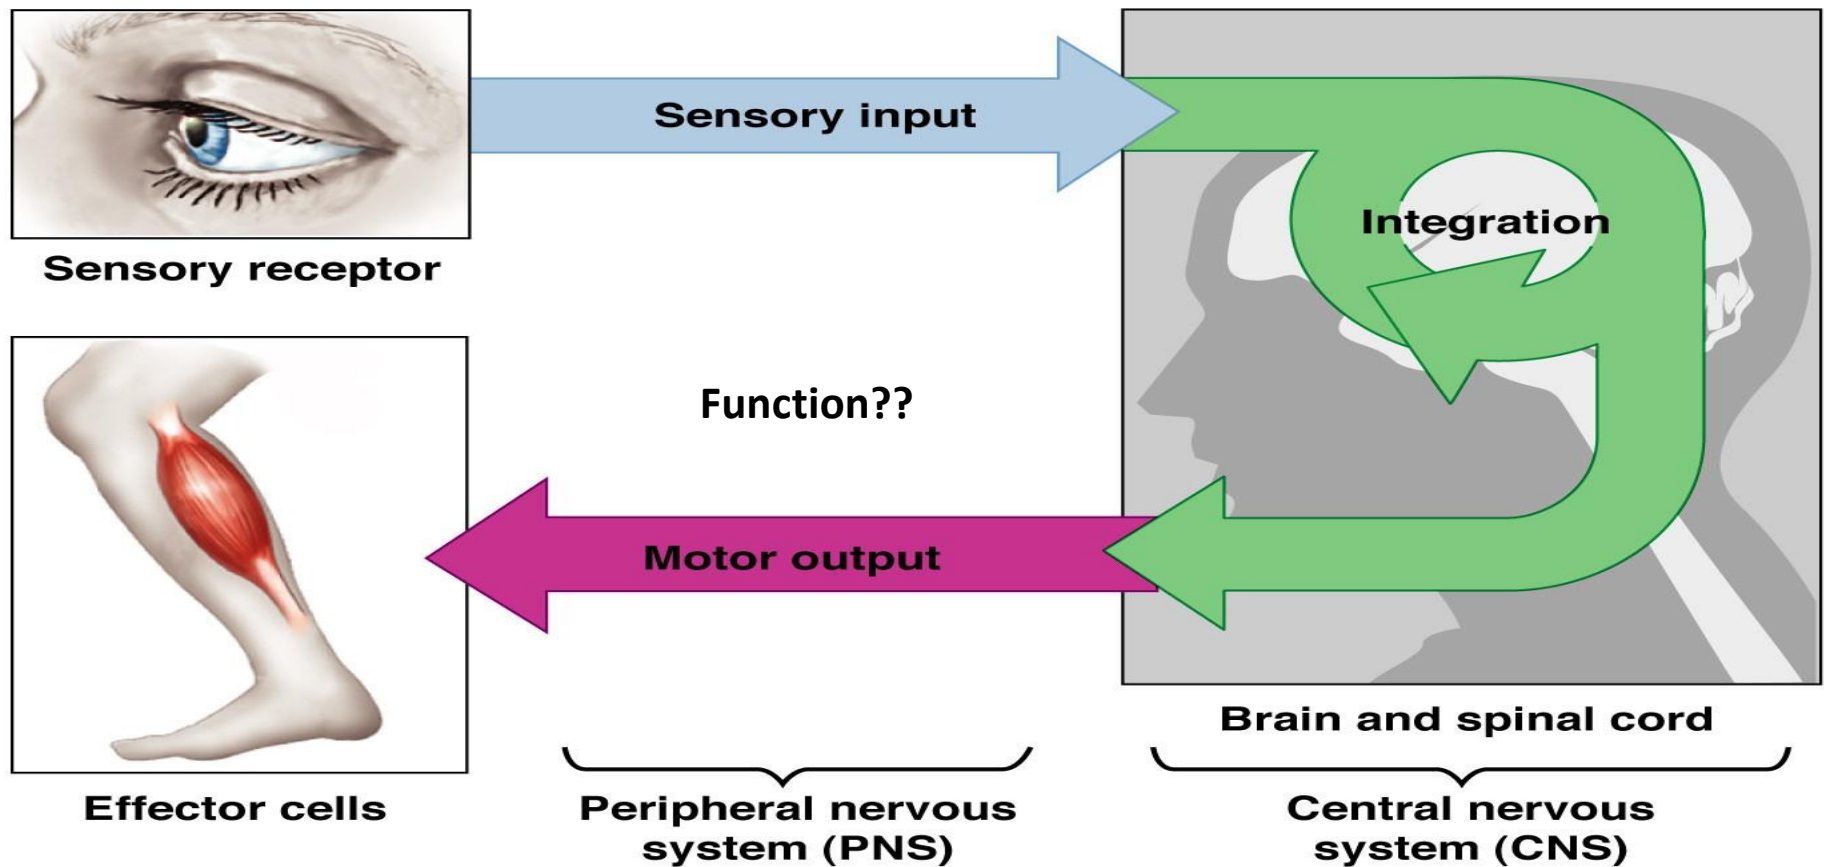 Sensory input
Integration
Sensory receptor
Function??
Motor output
Brain and spinal cord
Effector cells
Peripheral nervous
system (PNS)
Central nervous
system (CNS)